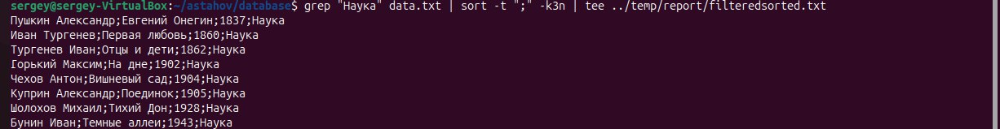 sergey@sergey-VirtualBox:~/astahov/database$ grep "Наука" data.txt | sort -t ";" -k3n | tee ../temp/report/filteredsorted.txt
Пушкин Александр;Евгений Онегин;1837;Наука
Иван Тургенев;Первая любовь;1860;Наука
Тургенев Иван;Отцы и дети;1862;Наука
Горький Максим;На дне;1902;Наука
Чехов Антон;Вишневый сад;1904;Наука
Куприн Александр;Поединок;1905;Наука
Шолохов Михаил;Тихий Дон;1928;Наука
Бунин Иван;Темные аллеи;1943;Наука